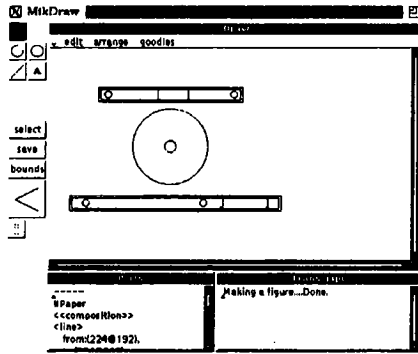 MikDraw
edit arrange goodies
A
select
save
bounds
------
#Paper
<<composition>>
<line>
from:(224@192).
Making a figure....Done.